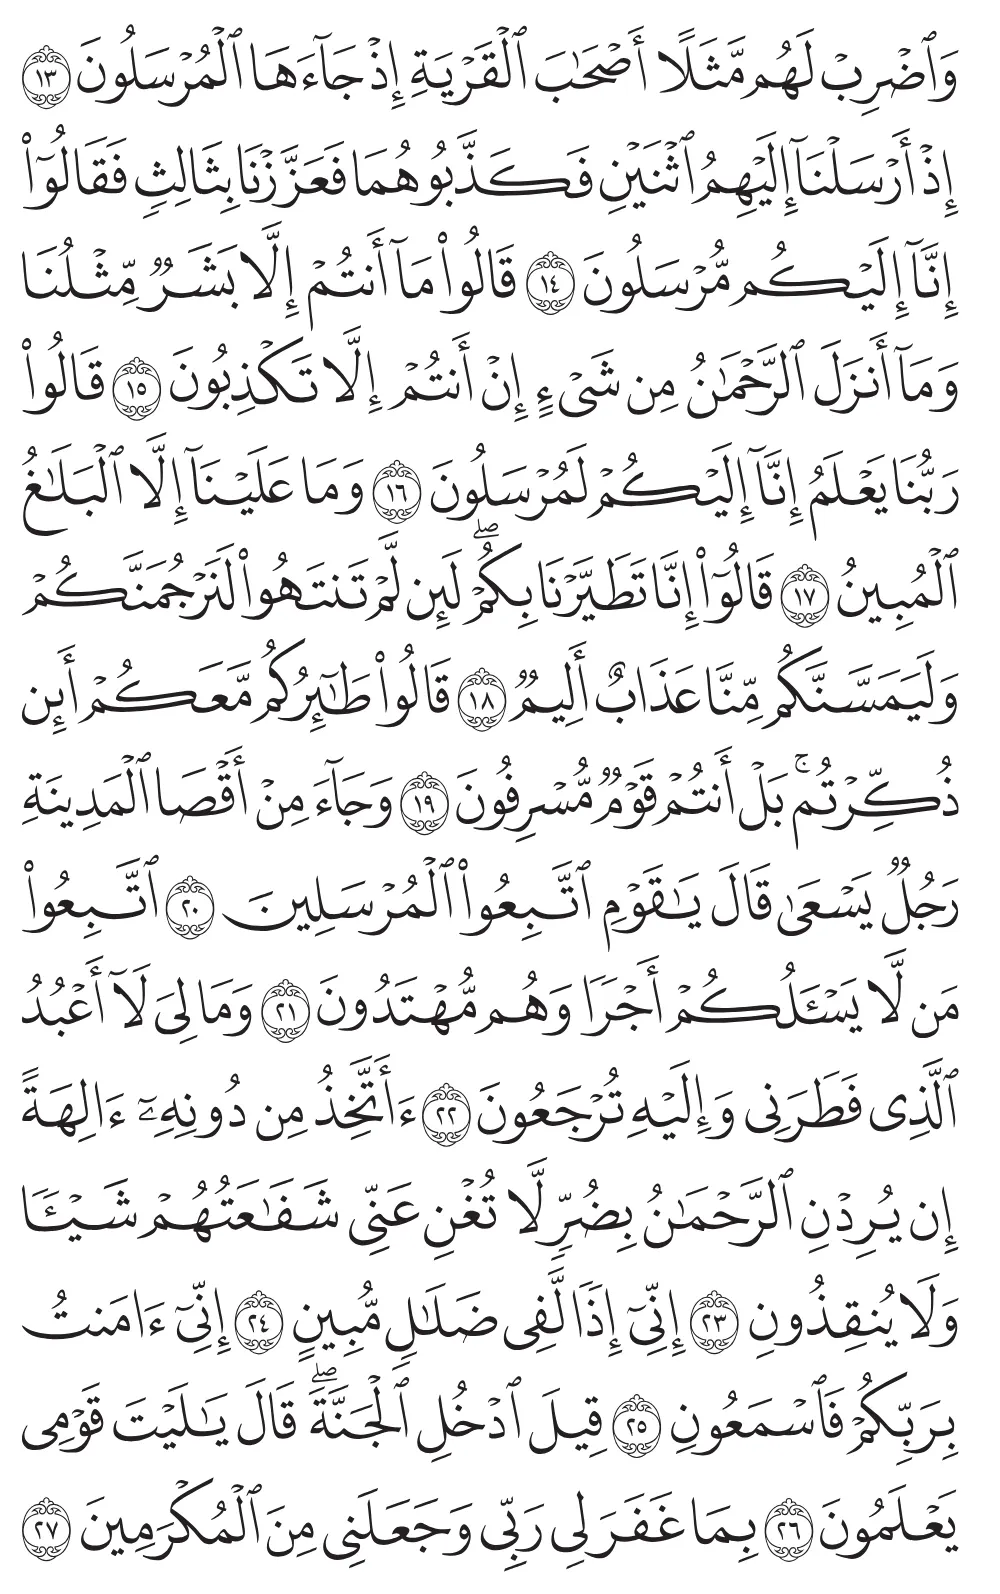 وَٱضۡرِبۡ لَهُم مَّثَلًا أَصۡحَٰبَ ٱلۡقَرۡيَةِ إِذۡ جَآءَهَا ٱلۡمُرۡسَلُونَ ١٣
إِذۡ أَرۡسَلۡنَآ إِلَيۡهِمُ ٱثۡنَيۡنِ فَكَذَّبُوهُمَا فَعَزَّزۡنَا بِثَالِثٖ فَقَالُوٓاْ
إِنَّآ إِلَيۡكُم مُّرۡسَلُونَ ١٤ قَالُواْ مَآ أَنتُمۡ إِلَّا بَشَرٞ مِّثۡلُنَا
وَمَآ أَنزَلَ ٱلرَّحۡمَٰنُ مِن شَيۡءٍ إِنۡ أَنتُمۡ إِلَّا تَكۡذِبُونَ ١٥ قَالُواْ
رَبُّنَا يَعۡلَمُ إِنَّآ إِلَيۡكُمۡ لَمُرۡسَلُونَ ١٦ وَمَا عَلَيۡنَآ إِلَّا ٱلۡبَلَٰغُ
ٱلۡمُبِينُ ١٧ قَالُوٓاْ إِنَّا تَطَيَّرۡنَا بِكُمۡۖ لَئِن لَّمۡ تَنتَهُواْ لَنَرۡجُمَنَّكُمۡ
وَلَيَمَسَّنَّكُم مِّنَّا عَذَابٌ أَلِيمٞ ١٨ قَالُواْ طَٰٓئِرُكُم مَّعَكُمۡ أَئِن
ذُكِّرۡتُمۚ بَلۡ أَنتُمۡ قَوۡمٞ مُّسۡرِفُونَ ١٩ وَجَآءَ مِنۡ أَقۡصَا ٱلۡمَدِينَةِ
رَجُلٞ يَسۡعَىٰ قَالَ يَٰقَوۡمِ ٱتَّبِعُواْ ٱلۡمُرۡسَلِينَ ٢٠ ٱتَّبِعُواْ
مَن لَّا يَسۡـَٔلُكُمۡ أَجۡرٗا وَهُم مُّهۡتَدُونَ ٢١ وَمَا لِيَ لَآ أَعۡبُدُ
ٱلَّذِي فَطَرَنِي وَإِلَيۡهِ تُرۡجَعُونَ ٢٢ ءَأَتَّخِذُ مِن دُونِهِۦٓ ءَالِهَةً
إِن يُرِدۡنِ ٱلرَّحۡمَٰنُ بِضُرّٖ لَّا تُغۡنِ عَنِّي شَفَٰعَتُهُمۡ شَيۡـٔٗا
وَلَا يُنقِذُونِ ٢٣ إِنِّيٓ إِذٗا لَّفِي ضَلَٰلٖ مُّبِينٍ ٢٤ إِنِّيٓ ءَامَنتُ
بِرَبِّكُمۡ فَٱسۡمَعُونِ ٢٥ قِيلَ ٱدۡخُلِ ٱلۡجَنَّةَۖ قَالَ يَٰلَيۡتَ قَوۡمِي
يَعۡلَمُونَ ٢٦ بِمَا غَفَرَ لِي رَبِّي وَجَعَلَنِي مِنَ ٱلۡمُكۡرَمِينَ ٢٧